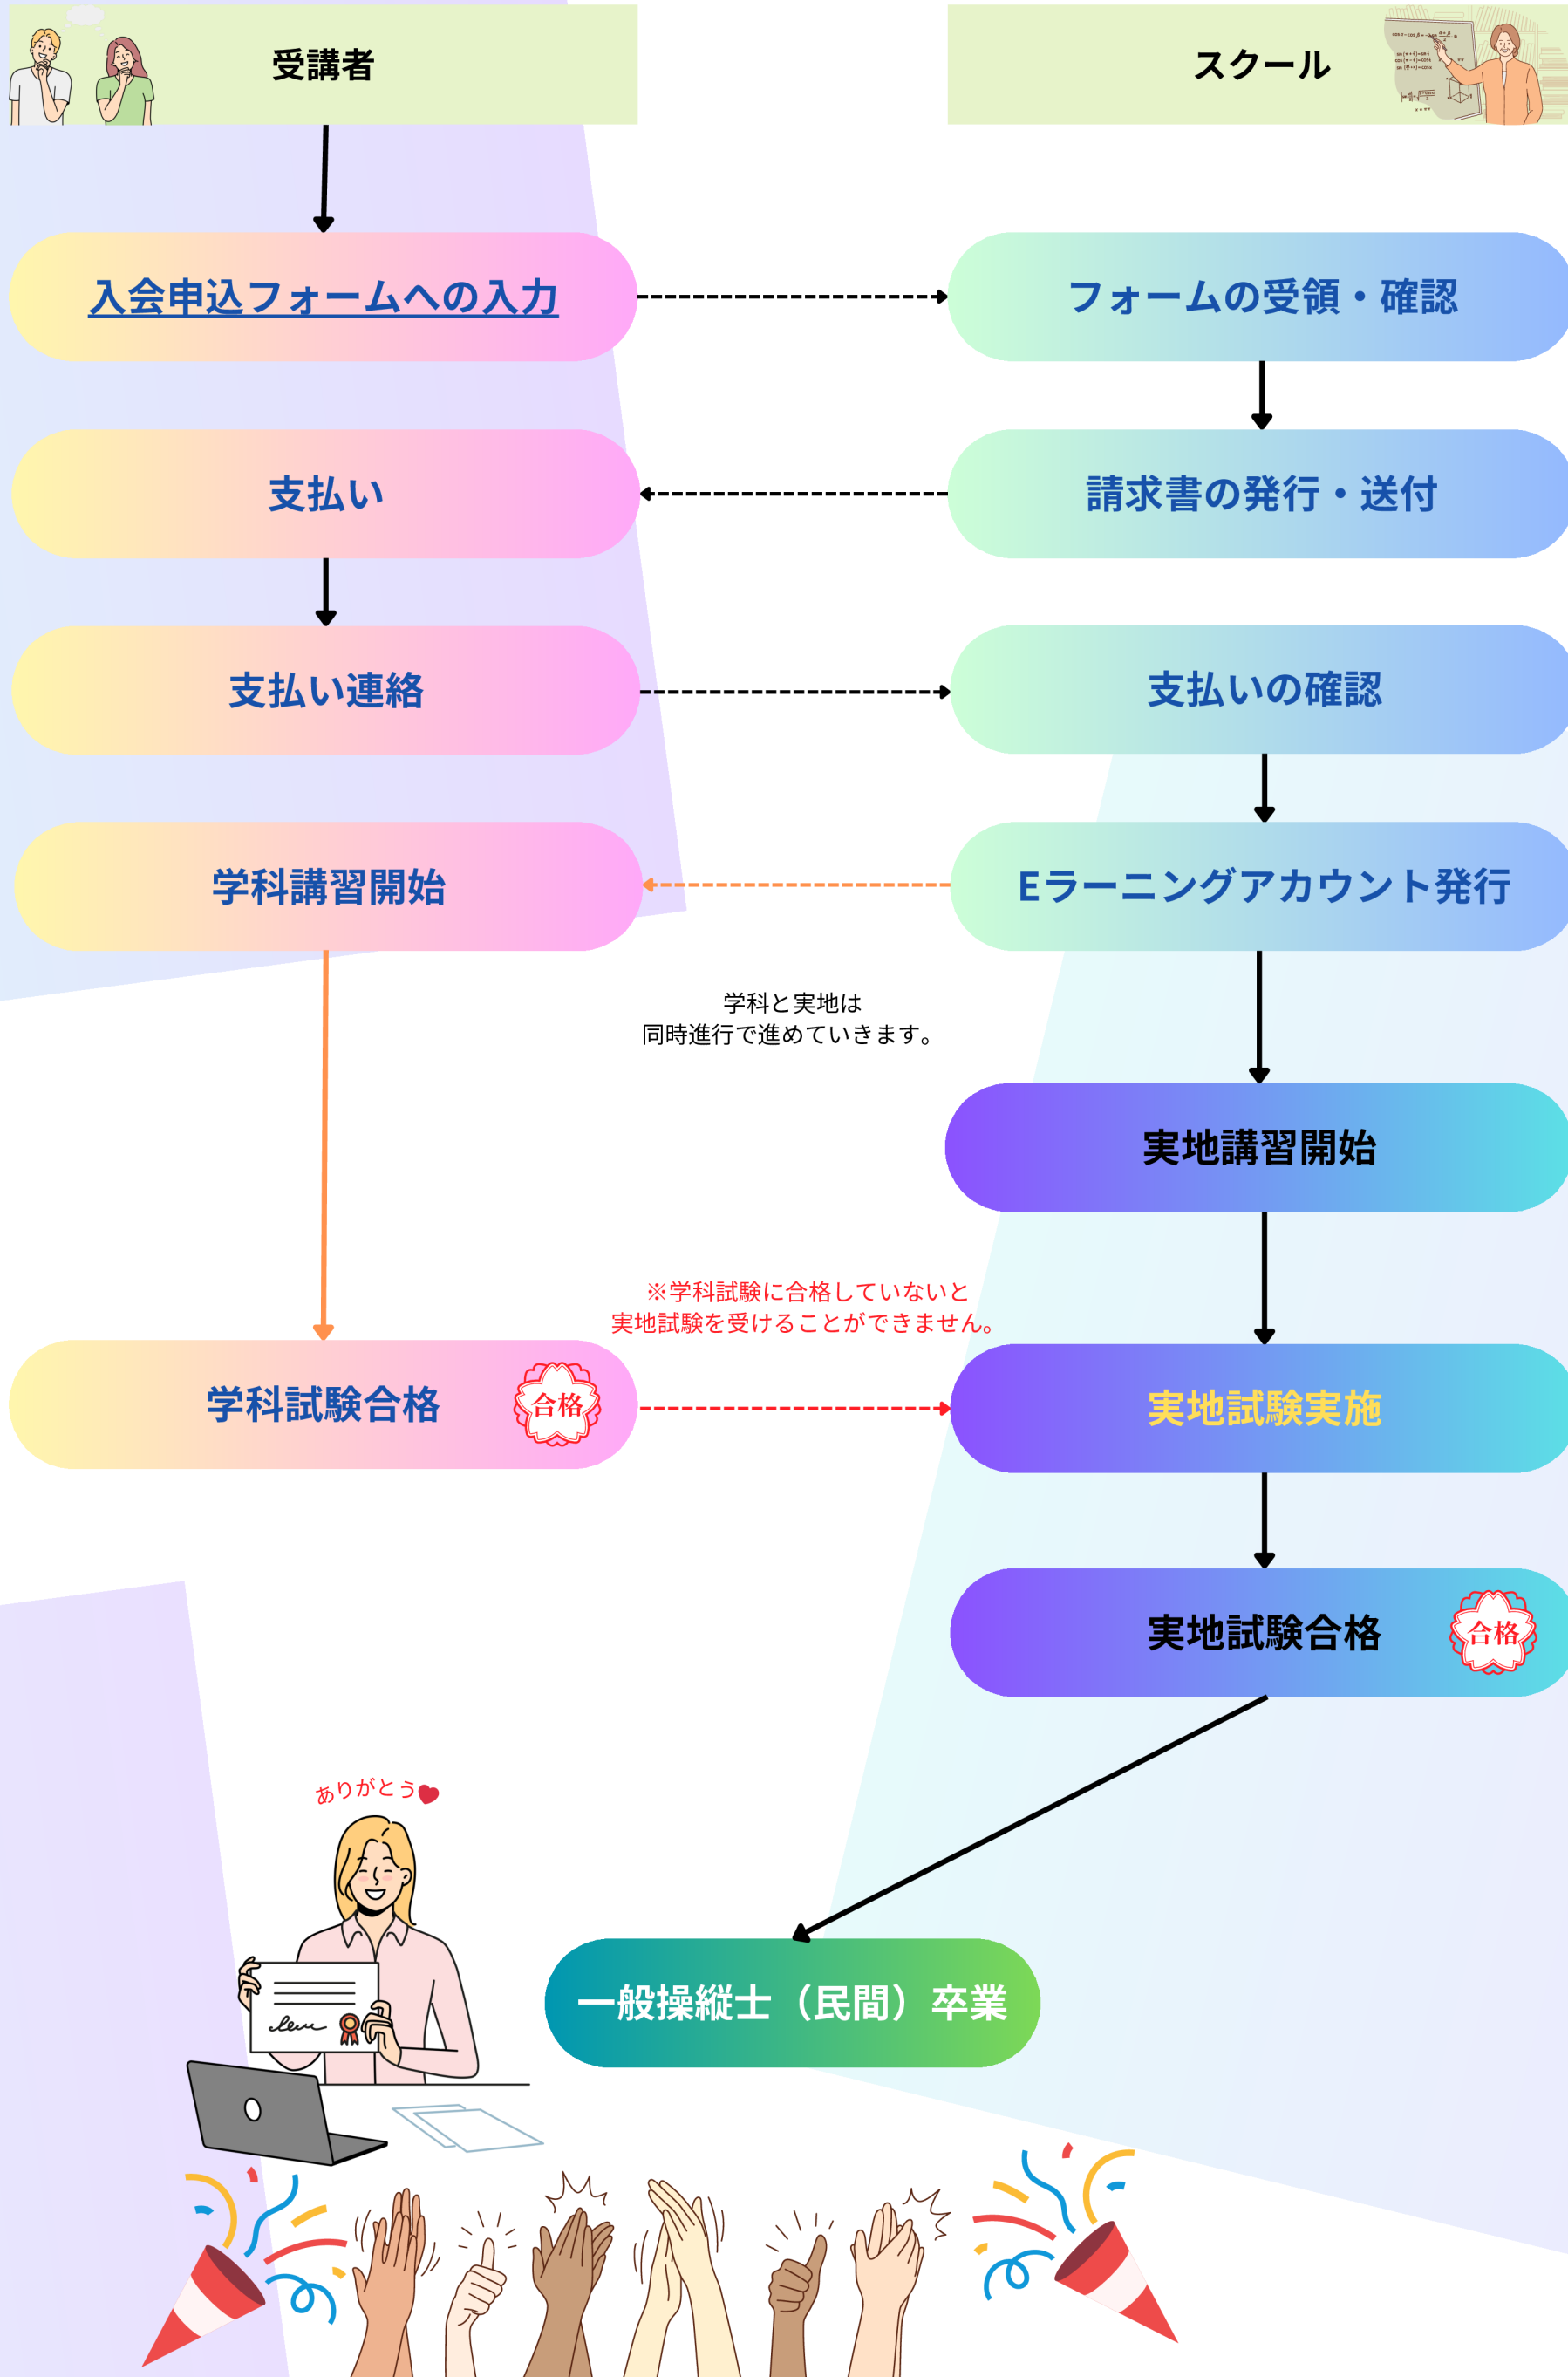 受講者
スクール
入会申込フォームへの入力
フォームの受領・確認
支払い
請求書の発行・送付
支払い連絡
支払いの確認
学科講習開始
Eラーニングアカウント発行
学科と実地は
同時進行で進めていきます。
実地講習開始
※学科試験に合格していないと
実地試験を受けることができません。
学科試験合格
合格
実地試験実施
実地試験合格
合格
ありがとう
一般操縦士（民間）卒業